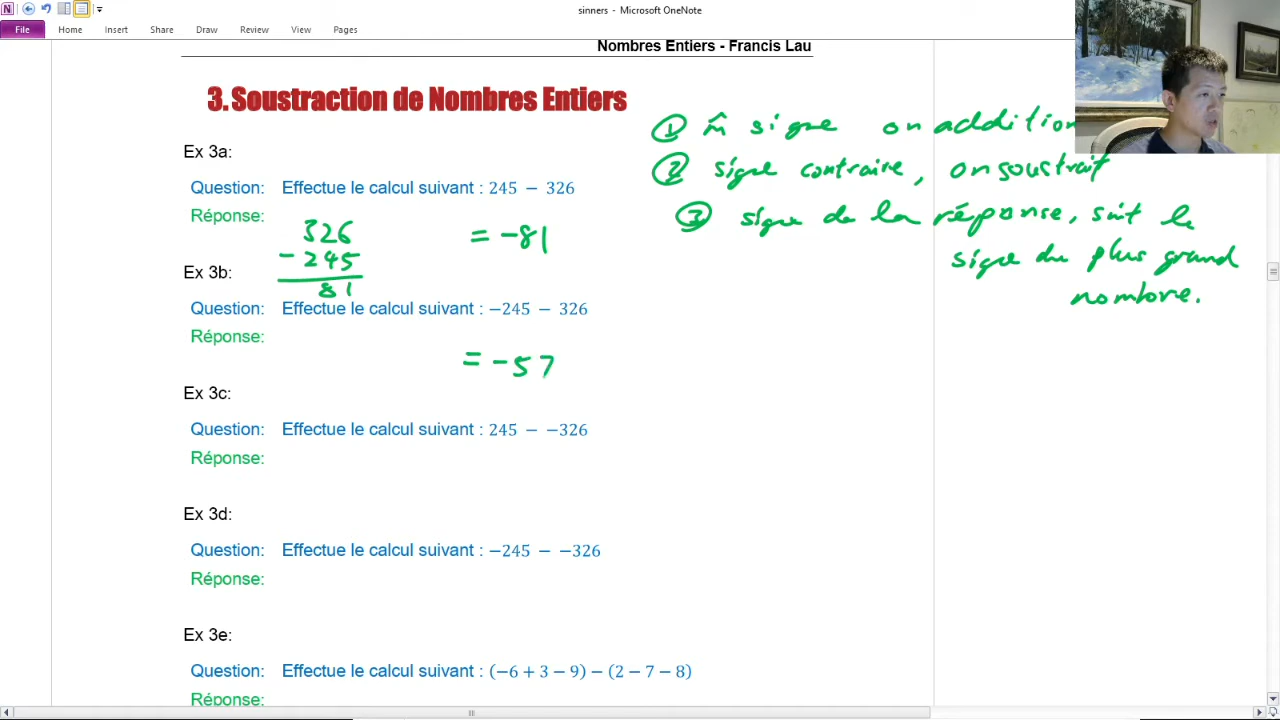 sinners - Microsoft OneNote
File Home Insert Share Draw Review View Pages
Nombres Entiers - Francis Lau
3. Soustraction de Nombres Entiers
① m̂ signe on addition
② signe contraire, on soustrait
③ signe de la réponse, suit le
signe du plus grand
nombre.
Ex 3a:
Question: Effectue le calcul suivant : 245 − 326
Réponse:
326
- 245
81
= -81
Ex 3b:
Question: Effectue le calcul suivant : −245 − 326
Réponse:
= -57
Ex 3c:
Question: Effectue le calcul suivant : 245 − −326
Réponse:
Ex 3d:
Question: Effectue le calcul suivant : −245 − −326
Réponse:
Ex 3e:
Question: Effectue le calcul suivant : (−6 + 3 − 9) − (2 − 7 − 8)
Réponse: